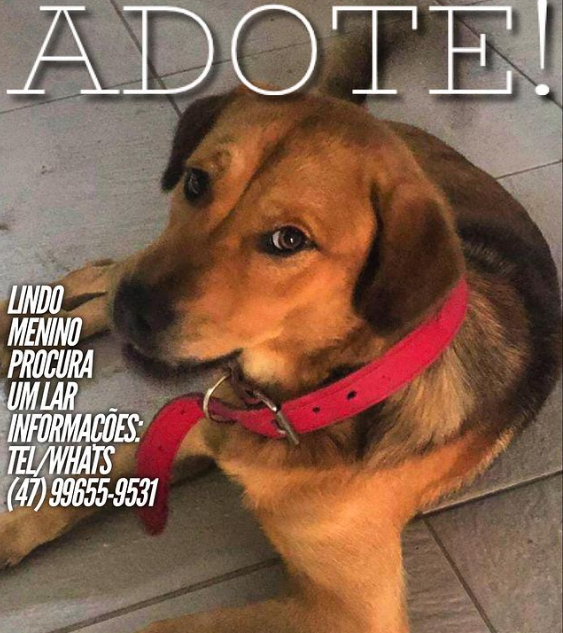 ADOTE!
LINDO
MENINO
PROCURA
UM LAR
INFORMAÇÕES:
TEL/WHATS
(47) 99655-9531